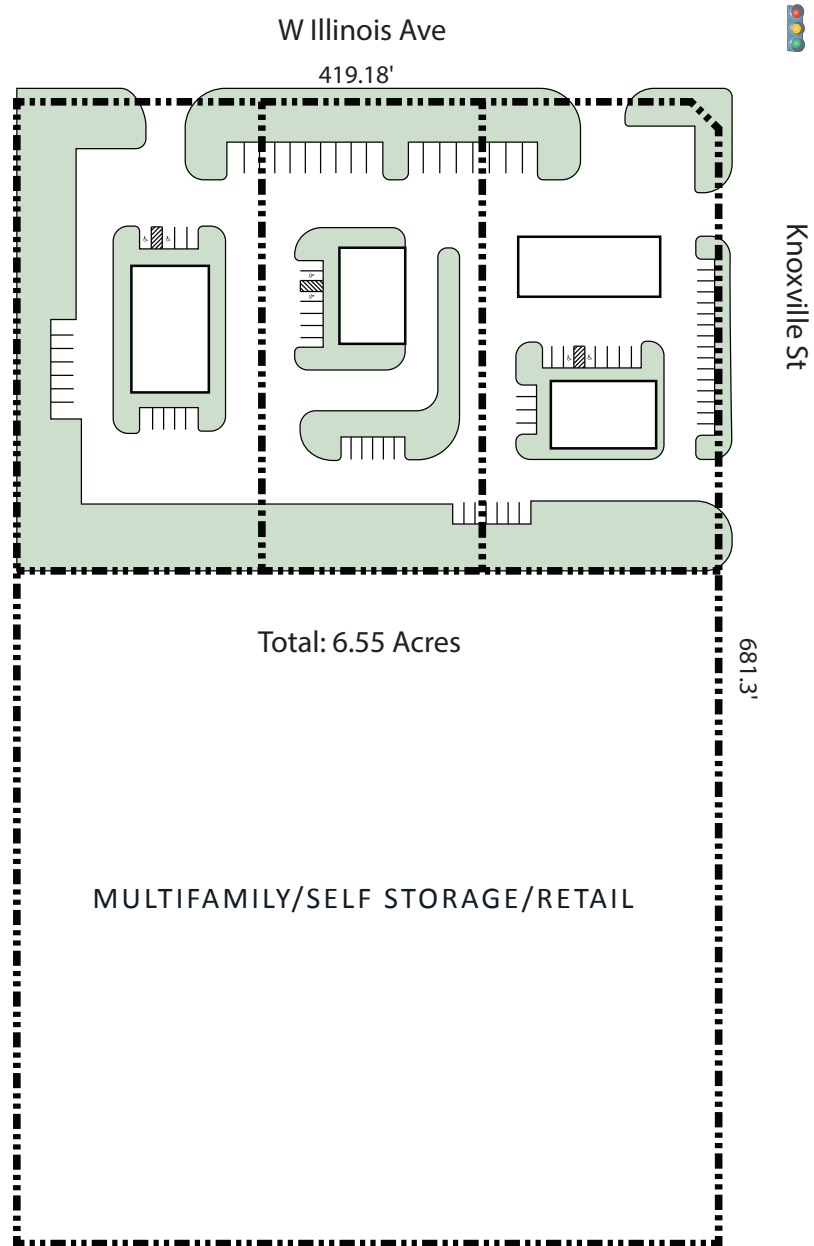 W Illinois Ave
419.18'
Knoxville St
Total: 6.55 Acres
681.3'
MULTIFAMILY/SELF STORAGE/RETAIL